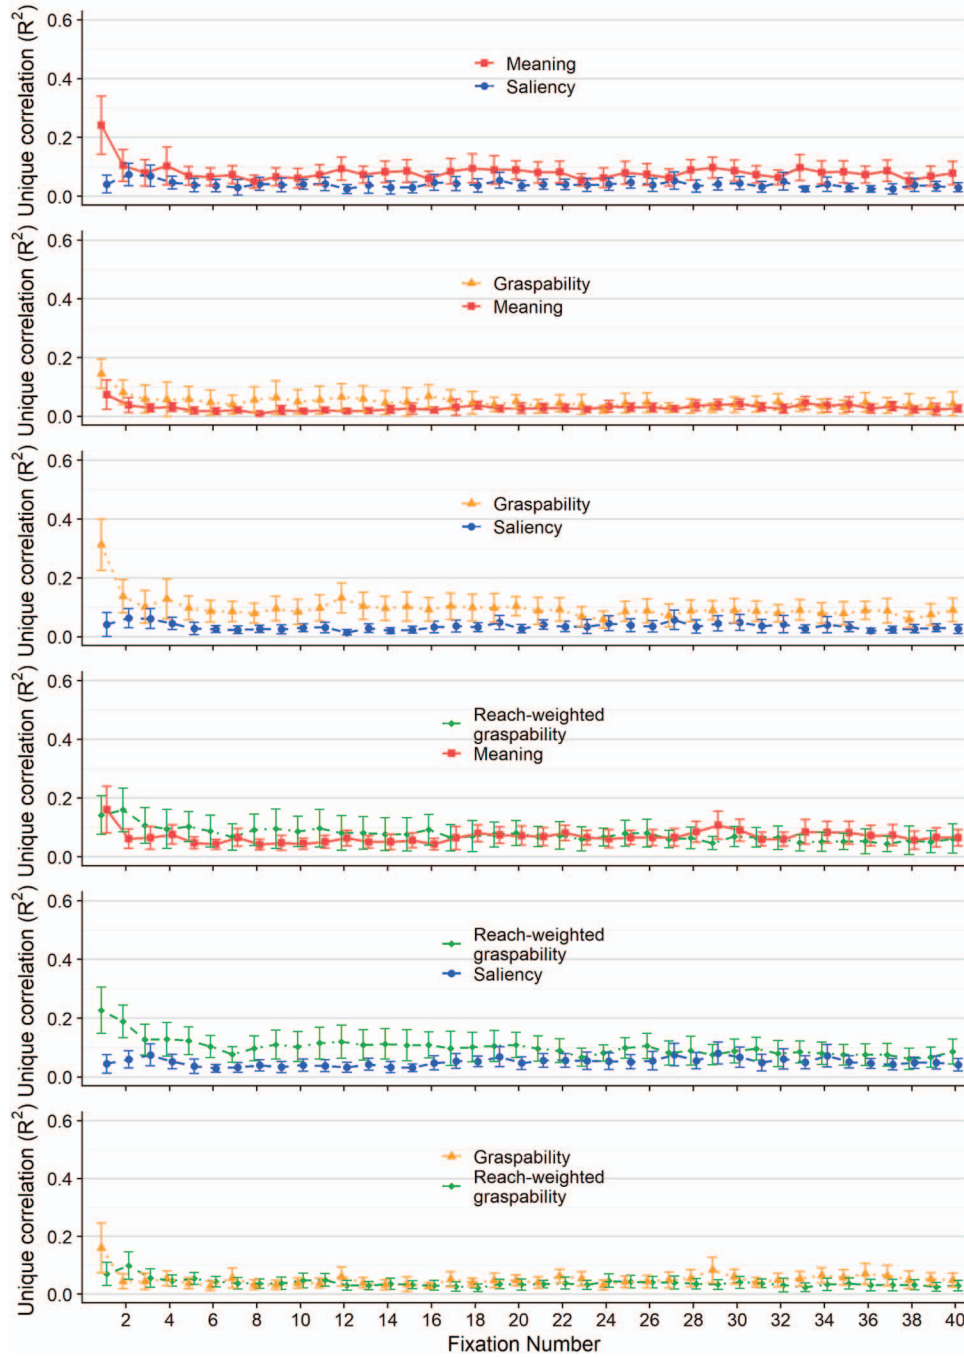 Unique correlation (R²)
0.6
0.4
0.2
0.0
Meaning
Saliency
Unique correlation (R²)
0.6
0.4
0.2
0.0
Graspability
Meaning
Unique correlation (R²)
0.6
0.4
0.2
0.0
Graspability
Saliency
Unique correlation (R²)
0.6
0.4
0.2
0.0
Reach-weighted
graspability
Meaning
Unique correlation (R²)
0.6
0.4
0.2
0.0
Reach-weighted
graspability
Saliency
Unique correlation (R²)
0.6
0.4
0.2
0.0
Graspability
Reach-weighted
graspability
2 4 6 8 10 12 14 16 18 20 22 24 26 28 30 32 34 36 38 40
Fixation Number